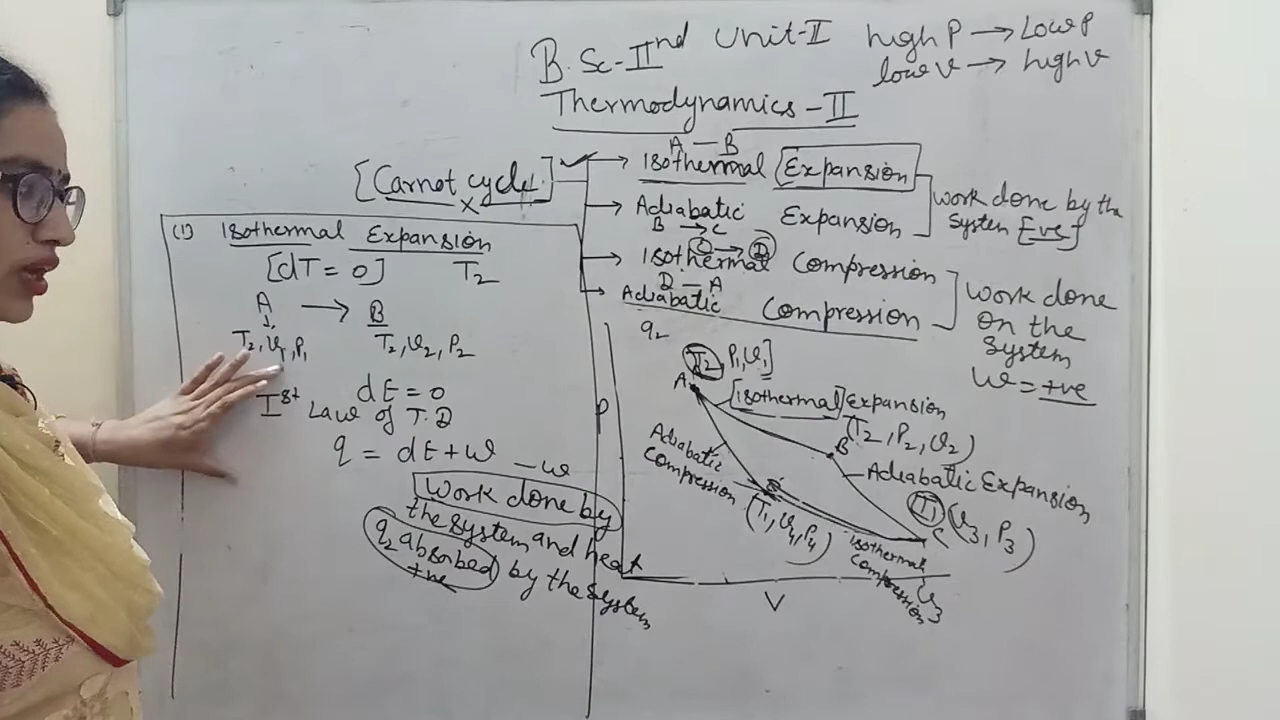 B.Sc-IInd Unit-I
Thermodynamics-II
high P → Low P
low v → high v
[Carnot cycle]
×
A — B
Isothermal [Expansion]
Adiabatic Expansion
B → C
C → D
Isothermal Compression
D — A
Adiabatic Compression
work done by the
system [-ve]
work done
on the
system
w = +ve
(1) Isothermal Expansion
[dT = 0] T2
A → B
T2, v1, P1 T2, v2, P2
dE = 0
Ist Law of T.D
q = dE + w - w
work done by
the system and heat
q2 absorbed by the system
+ve
q2
P
T2 P1, v1]
A
[Isothermal] Expansion
(T2, P2, v2)
B
Adiabatic Expansion
Adiabatic
compression
D
(T1, v4, P4)
T1 (v3, P3)
C
isothermal
compression
v3
V